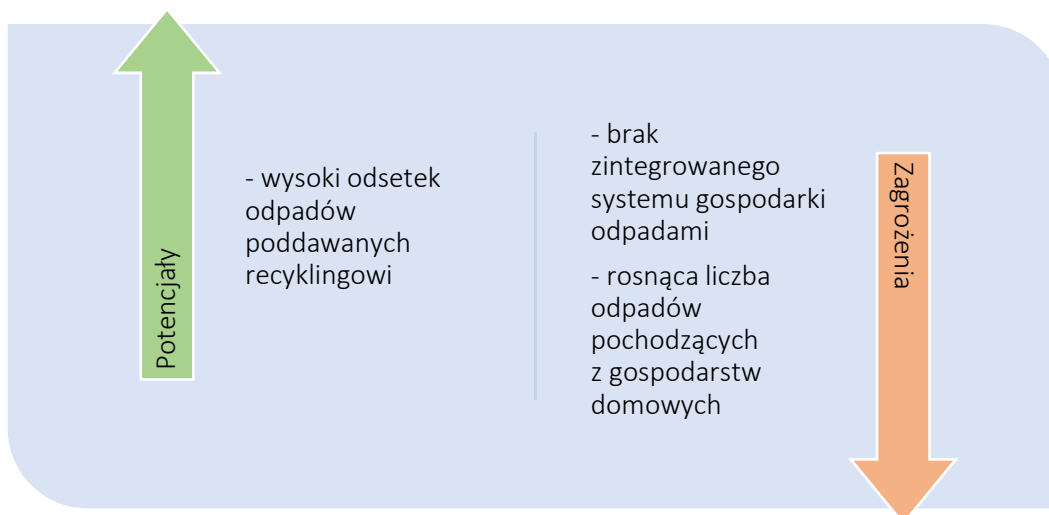 Potencjały
- wysoki odsetek
odpadów
poddawanych
recyklingowi
- brak
zintegrowanego
systemu gospodarki
odpadami
- rosnąca liczba
odpadów
pochodzących
z gospodarstw
domowych
Zagrożenia